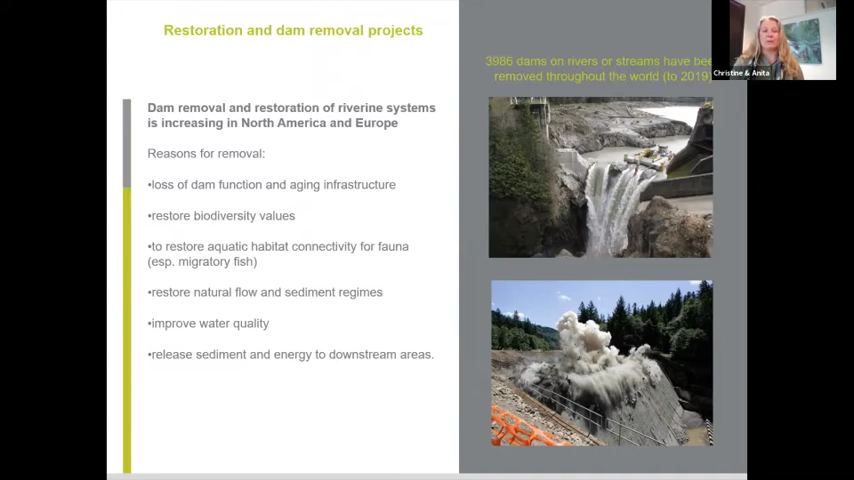 Restoration and dam removal projects
Dam removal and restoration of riverine systems
is increasing in North America and Europe
Reasons for removal:
•loss of dam function and aging infrastructure
•restore biodiversity values
•to restore aquatic habitat connectivity for fauna
(esp. migratory fish)
•restore natural flow and sediment regimes
•improve water quality
•release sediment and energy to downstream areas.
3986 dams on rivers or streams have
removed throughout the world (to 2019)
Christine & Anita